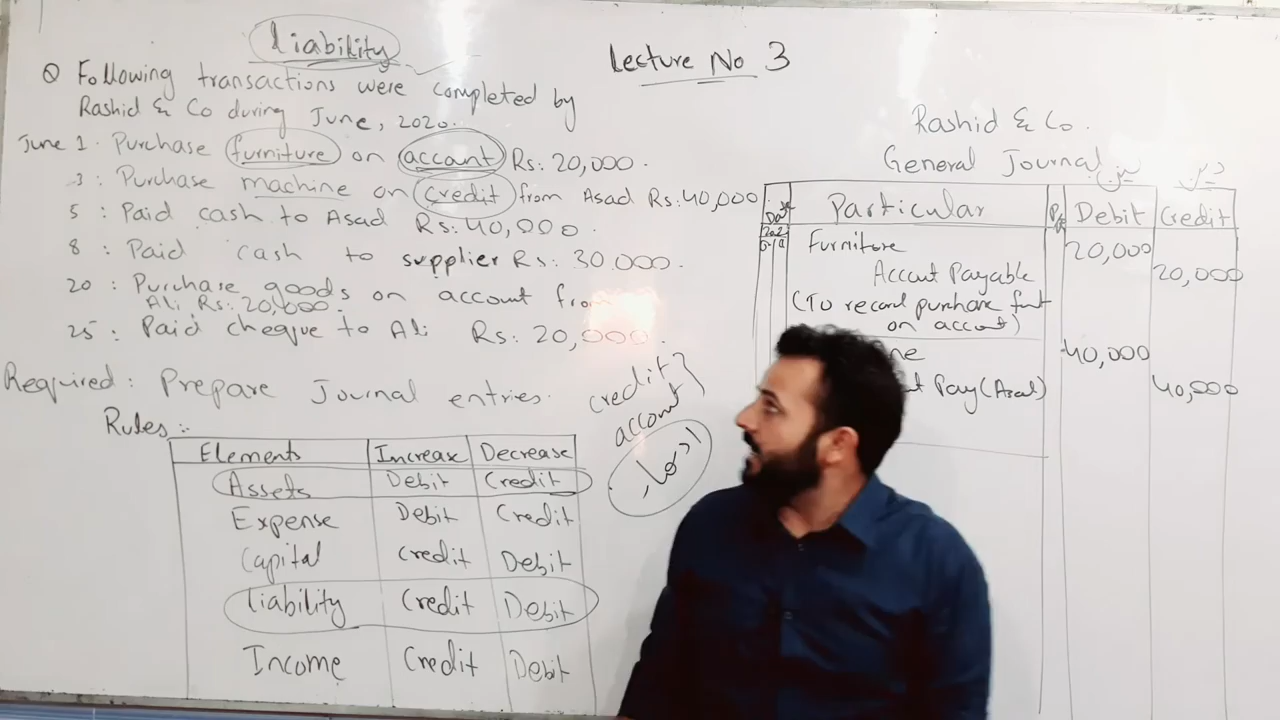 liability
Lecture No 3
Q Following transactions were completed by
Rashid & Co during June, 2020.
June 1. Purchase furniture on account Rs: 20,000.
3: Purchase machine on credit from Asad Rs: 40,000
5: Paid cash to Asad Rs: 40,000.
8: Paid cash to supplier Rs: 30.000.
20: Purchase goods on account from
Ali Rs: 20,000.
25: Paid cheque to Ali Rs: 20,000.
Required: Prepare Journal entries.
credit
account
ادھار
Rules:
Elements Increase Decrease
Assets Debit Credit
Expense Debit Credit
Capital Credit Debit
liability Credit Debit
Income Credit Debit
Rashid & Co.
General Journal
Date Particular Debit Credit
Furniture 20,000
Accout Payable 20,000
(To record purchase
on accout)
ne 40,000
Pay (Asad) 40,000